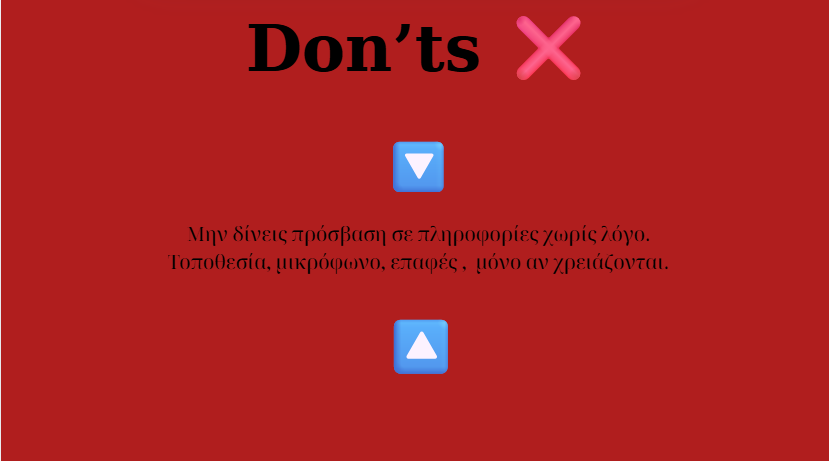 Don’ts ❌
🔽
Μην δίνεις πρόσβαση σε πληροφορίες χωρίς λόγο.
Τοποθεσία, μικρόφωνο, επαφές , μόνο αν χρειάζονται.
🔼